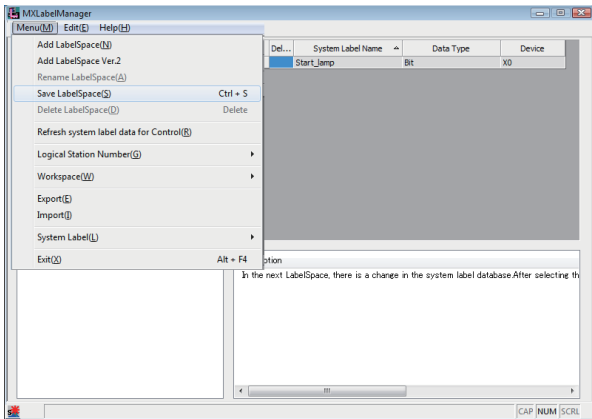 MXLabelManager
Menu(M) Edit(E) Help(H)
Add LabelSpace(N)
Add LabelSpace Ver.2
Rename LabelSpace(A)
Save LabelSpace(S) Ctrl + S
Delete LabelSpace(D) Delete
Refresh system label data for Control(R)
Logical Station Number(G)
Workspace(W)
Export(E)
Import(I)
System Label(L)
Exit(X) Alt + F4
Del... System Label Name Data Type Device
Start_lamp Bit X0
ption
In the next LabelSpace, there is a change in the system label database.After selecting th
CAP NUM SCRL